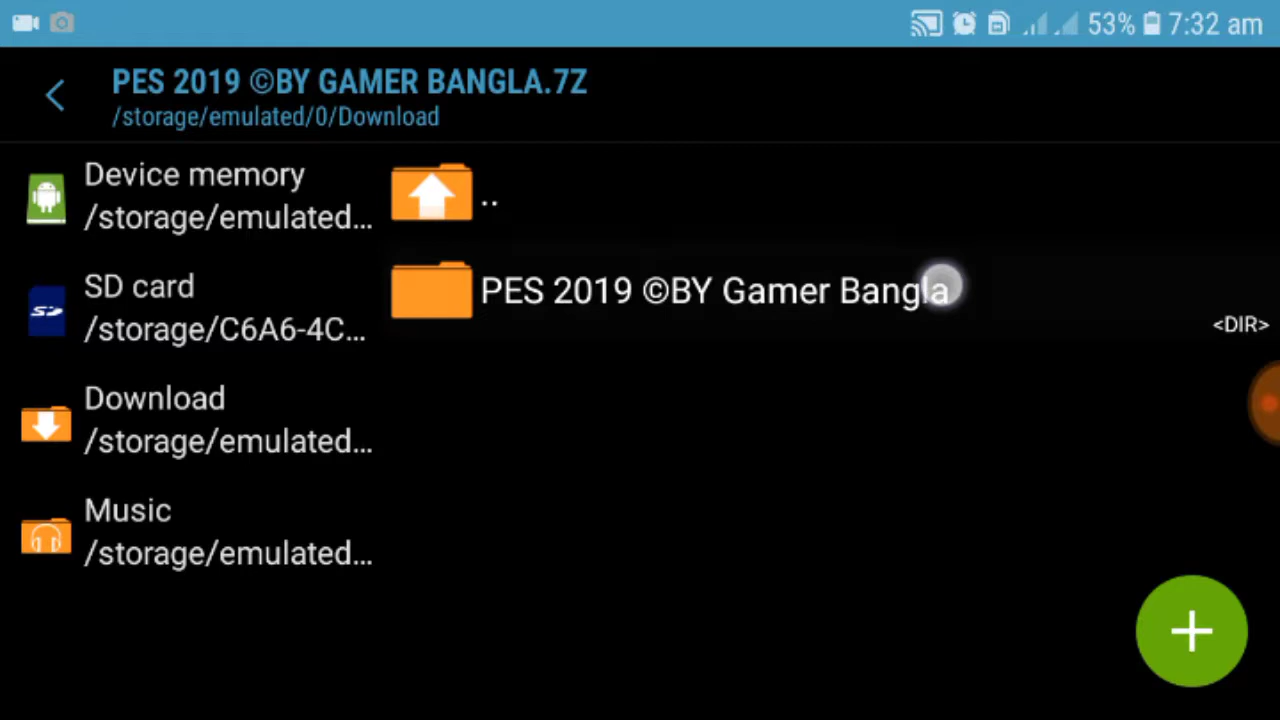 53% 7:32 am
PES 2019 ©BY GAMER BANGLA.7Z
/storage/emulated/0/Download
Device memory
/storage/emulated...
SD card
/storage/C6A6-4C...
Download
/storage/emulated...
Music
/storage/emulated...
..
PES 2019 ©BY Gamer Bangla
<DIR>